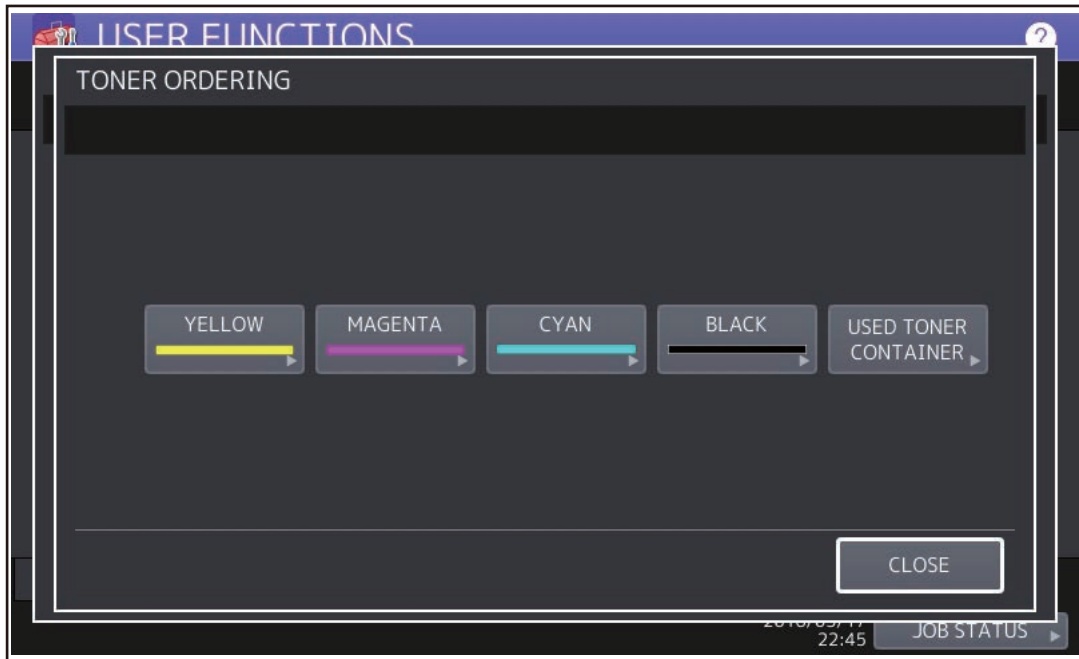 USER FUNCTIONS
?
TONER ORDERING
YELLOW
MAGENTA
CYAN
BLACK
USED TONER
CONTAINER
CLOSE
22:45
JOB STATUS